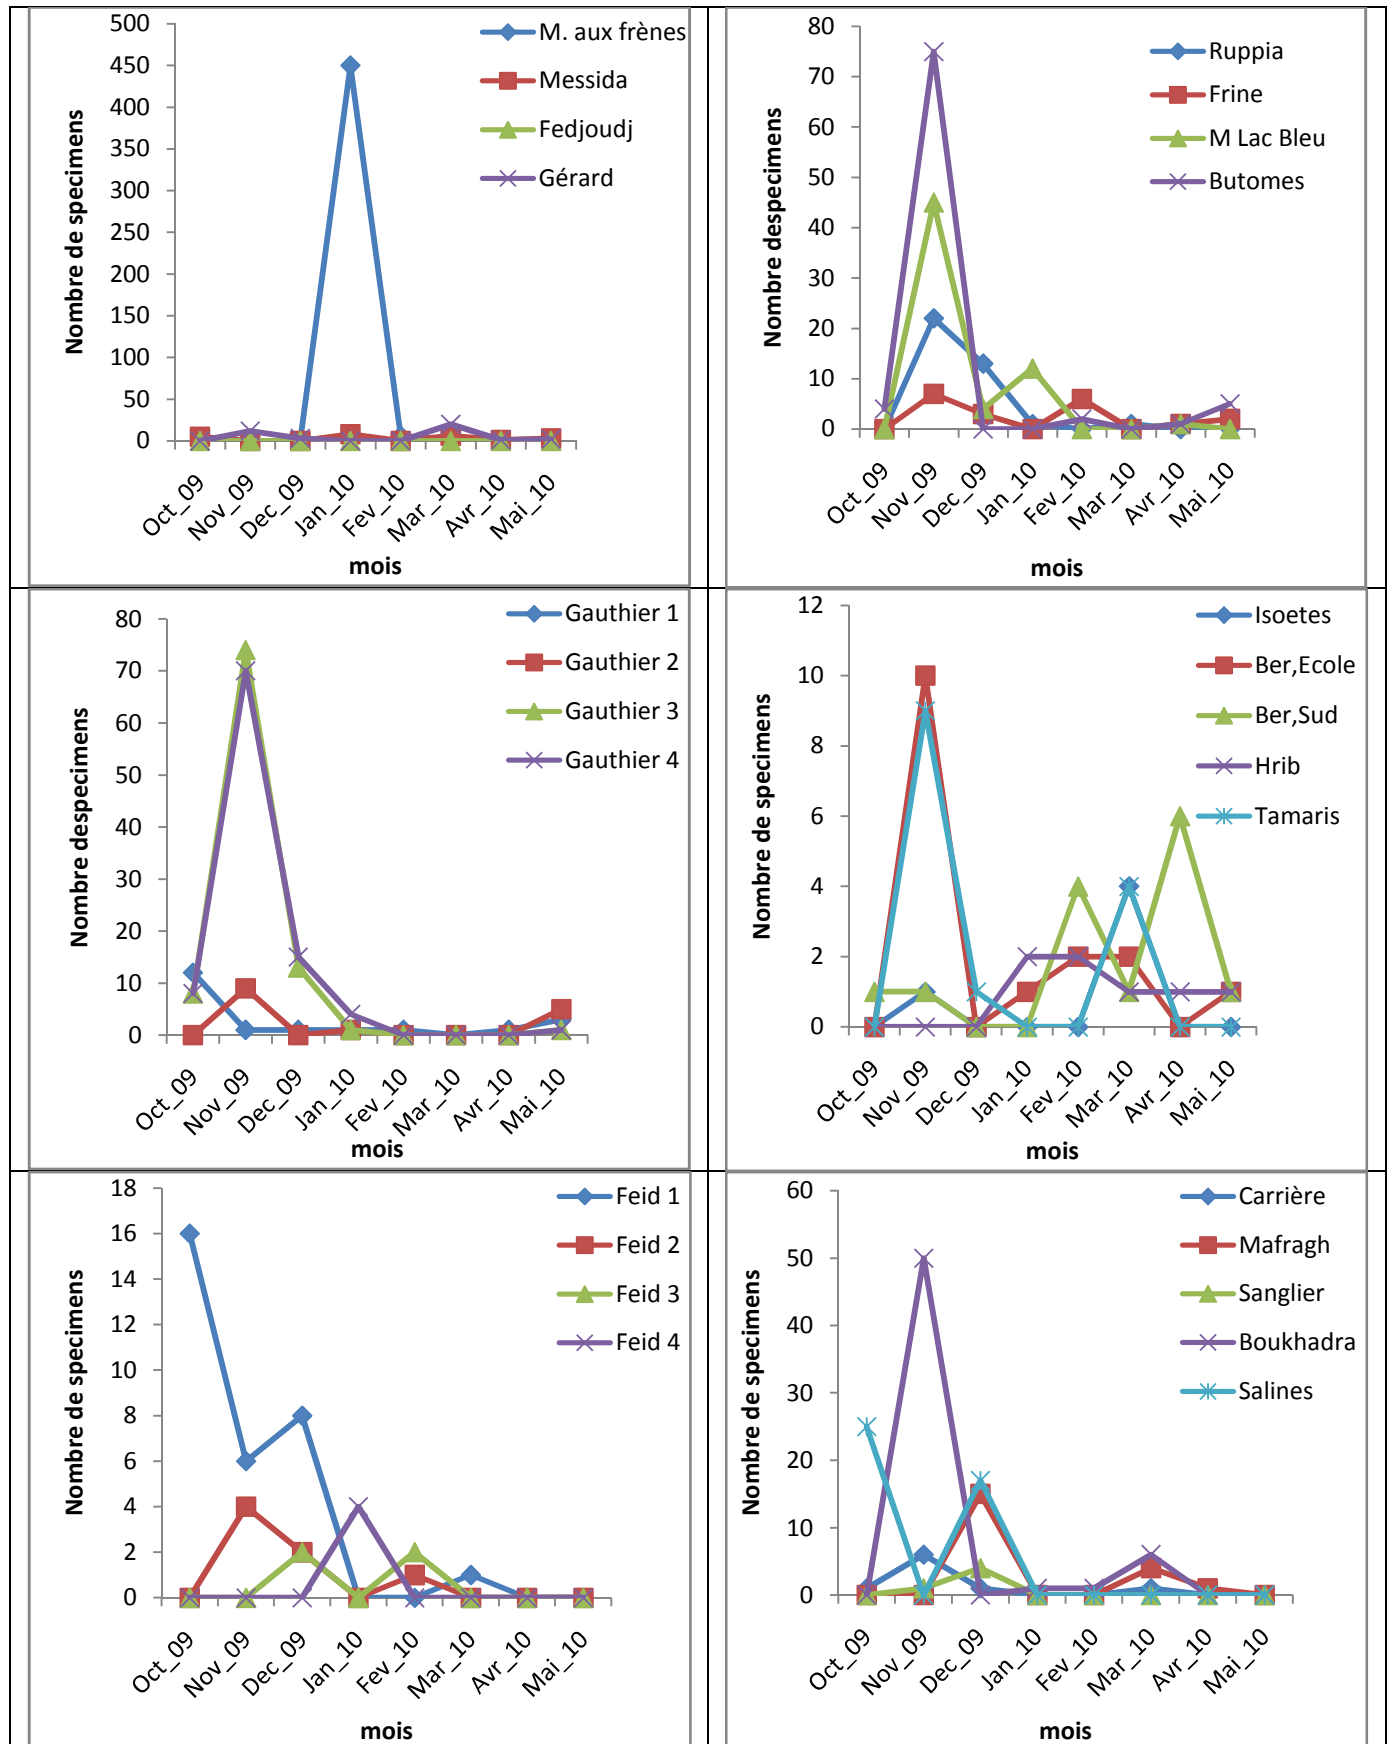 500
450
400
350
300
250
200
150
100
50
0
Nombre de specimens
M. aux frènes
Messida
Fedjoudj
Gérard
Oct_09
Nov_09
Dec_09
Jan_10
Fev_10
Mar_10
Avr_10
Mai_10
mois
80
70
60
50
40
30
20
10
0
Nombre despecimens
Ruppia
Frine
M Lac Bleu
Butomes
Oct_09
Nov_09
Dec_09
Jan_10
Fev_10
Mar_10
Avr_10
Mai_10
mois
80
70
60
50
40
30
20
10
0
Nombre despecimens
Gauthier 1
Gauthier 2
Gauthier 3
Gauthier 4
Oct_09
Nov_09
Dec_09
Jan_10
Fev_10
Mar_10
Avr_10
Mai_10
mois
12
10
8
6
4
2
0
Nombre de specimens
Isoetes
Ber,Ecole
Ber,Sud
Hrib
Tamaris
Oct_09
Nov_09
Dec_09
Jan_10
Fev_10
Mar_10
Avr_10
Mai_10
mois
18
16
14
12
10
8
6
4
2
0
Nombre de specimens
Feid 1
Feid 2
Feid 3
Feid 4
Oct_09
Nov_09
Dec_09
Jan_10
Fev_10
Mar_10
Avr_10
Mai_10
mois
60
50
40
30
20
10
0
Nombre de specimens
Carrière
Mafragh
Sanglier
Boukhadra
Salines
Oct_09
Nov_09
Dec_09
Jan_10
Fev_10
Mar_10
Avr_10
Mai_10
mois